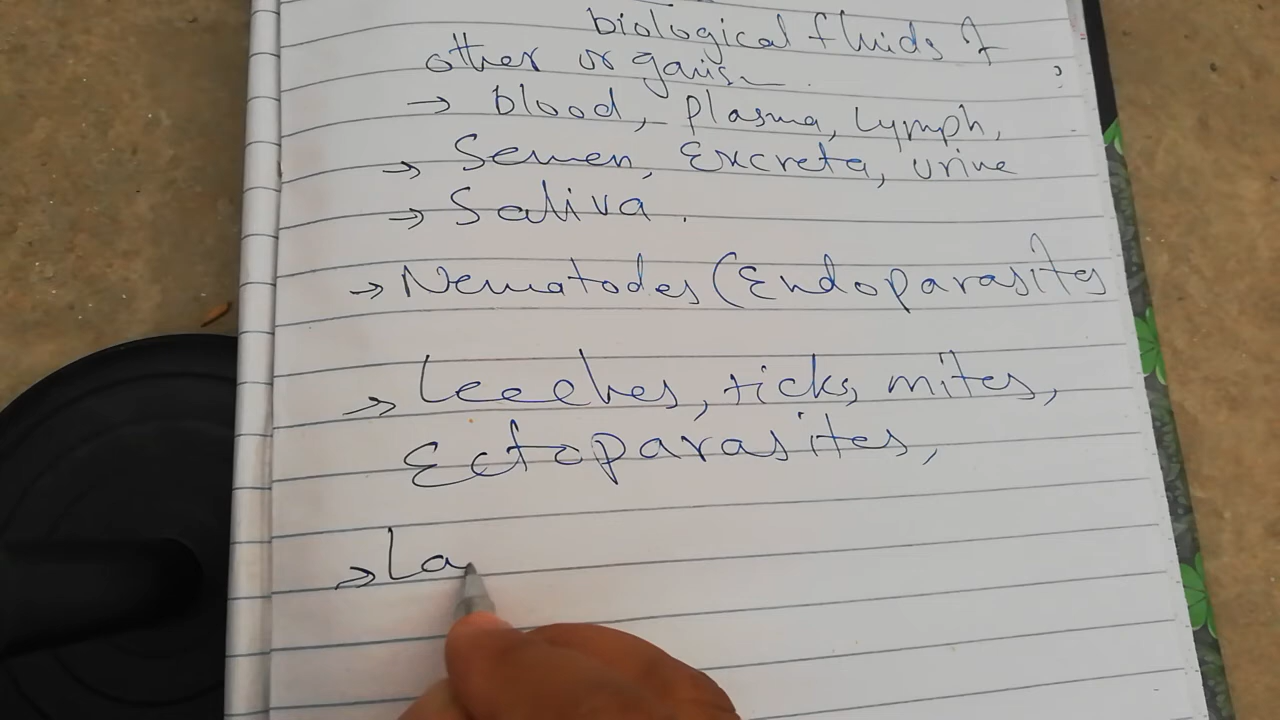 biological fluids of
other organism.
→ blood, plasma, lymph,
→ Semen, Excreta, urine
→ Saliva.
→ Nematodes (Endoparasites
→ Leeches, ticks, mites,
Ectoparasites,
→ La